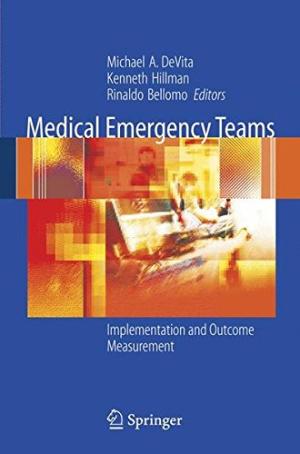 Michael A. DeVita
Kenneth Hillman
Rinaldo Bellomo Editors
Medical Emergency Teams
Implementation and Outcome
Measurement
Springer